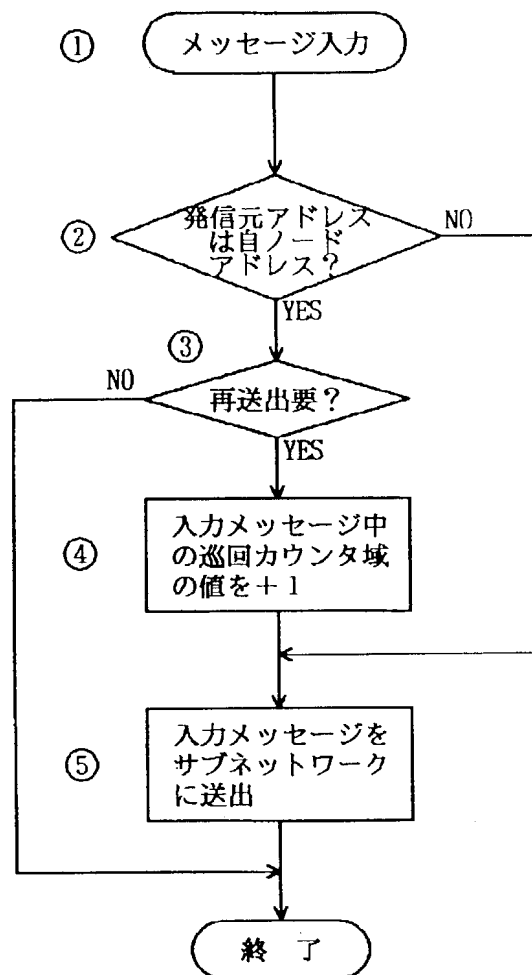 ①
メッセージ入力
②
発信元アドレス
は自ノード
アドレス?
NO
YES
③
NO
再送出要?
YES
④
入力メッセージ中
の巡回カウンタ域
の値を+1
⑤
入力メッセージを
サブネットワーク
に送出
終 了